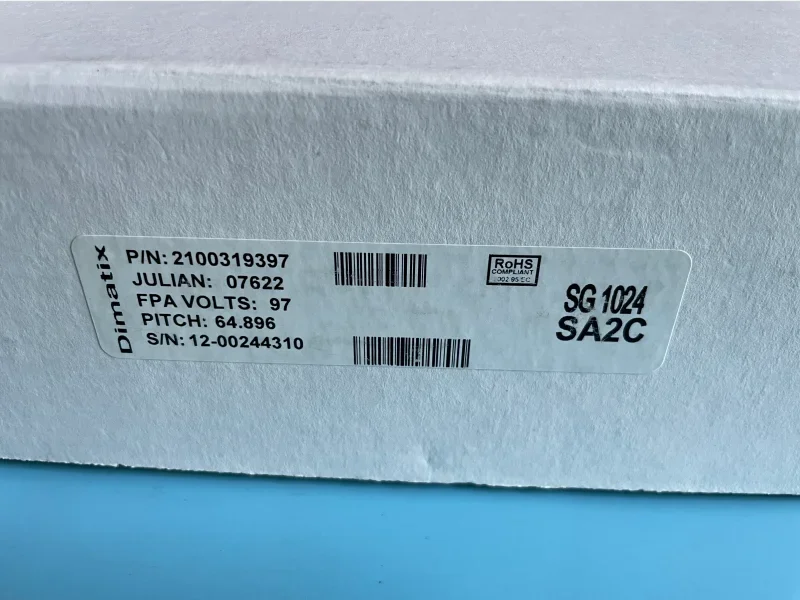 Dimatix
P/N: 2100319397
JULIAN: 07622
FPA VOLTS: 97
PITCH: 64.896
S/N: 12-00244310
RoHS
COMPLIANT
SG 1024
SA2C